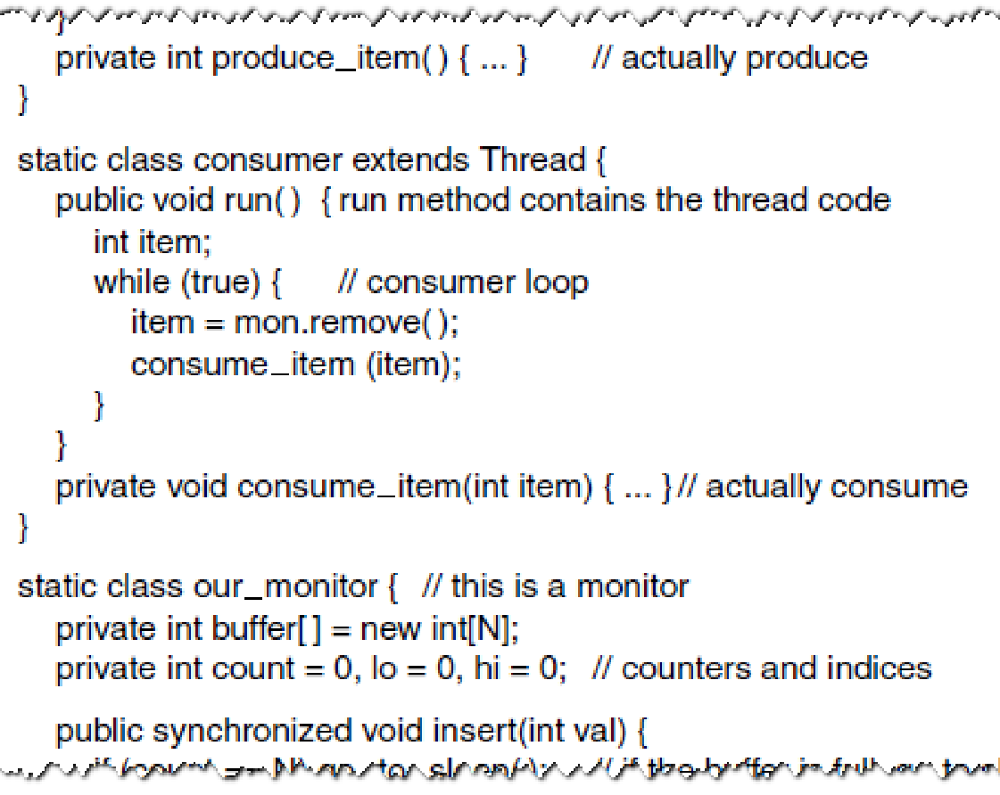 }
private int produce_item() { ... } // actually produce
}
static class consumer extends Thread {
public void run() { run method contains the thread code
int item;
while (true) { // consumer loop
item = mon.remove();
consume_item (item);
}
}
private void consume_item(int item) { ... } // actually consume
}
static class our_monitor { // this is a monitor
private int buffer[] = new int[N];
private int count = 0, lo = 0, hi = 0; // counters and indices
public synchronized void insert(int val) {